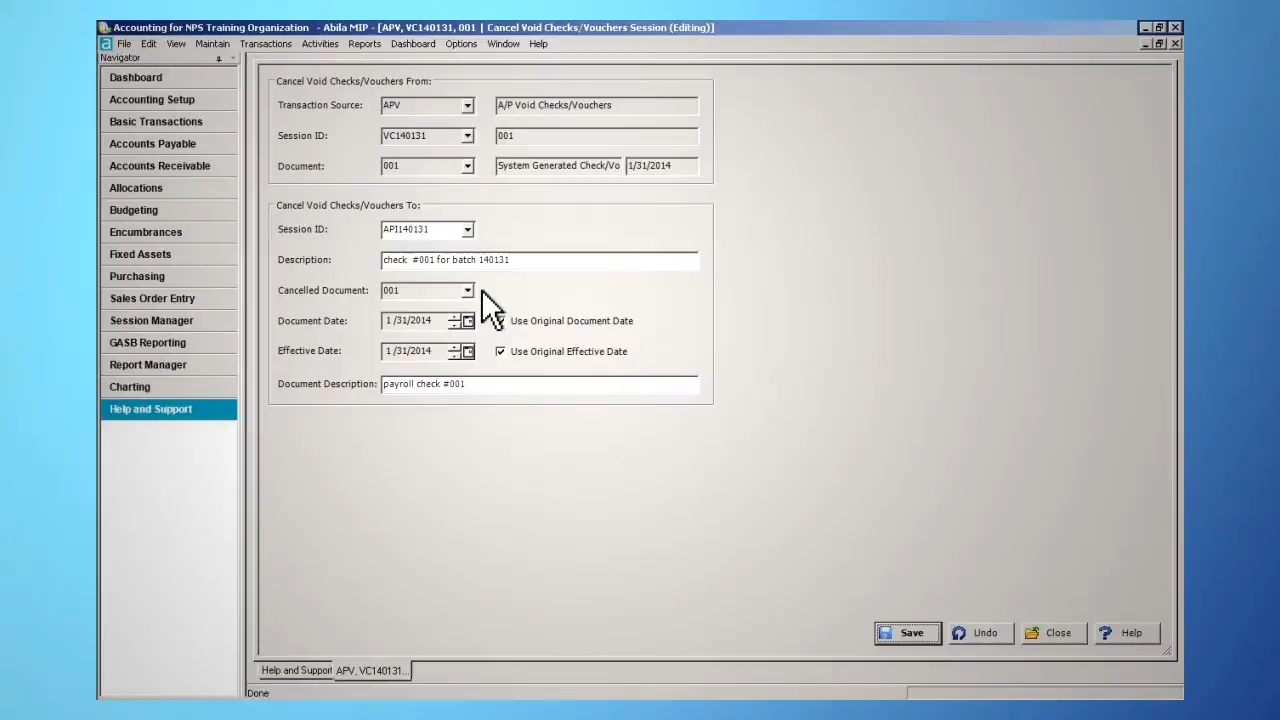 Accounting for NPS Training Organization - Abila MIP - [APV, VC140131, 001 | Cancel Void Checks/Vouchers Session (Editing)]
File Edit View Maintain Transactions Activities Reports Dashboard Options Window Help
Navigator
Dashboard
Accounting Setup
Basic Transactions
Accounts Payable
Accounts Receivable
Allocations
Budgeting
Encumbrances
Fixed Assets
Purchasing
Sales Order Entry
Session Manager
GASB Reporting
Report Manager
Charting
Help and Support
Cancel Void Checks/Vouchers From:
Transaction Source: APV A/P Void Checks/Vouchers
Session ID: VC140131 001
Document: 001 System Generated Check/Vo 1/31/2014
Cancel Void Checks/Vouchers To:
Session ID: API140131
Description: check #001 for batch 140131
Cancelled Document: 001
Document Date: 1/31/2014 Use Original Document Date
Effective Date: 1/31/2014 Use Original Effective Date
Document Description: payroll check #001
Save Undo Close Help
Help and Support APV, VC140131...
Done